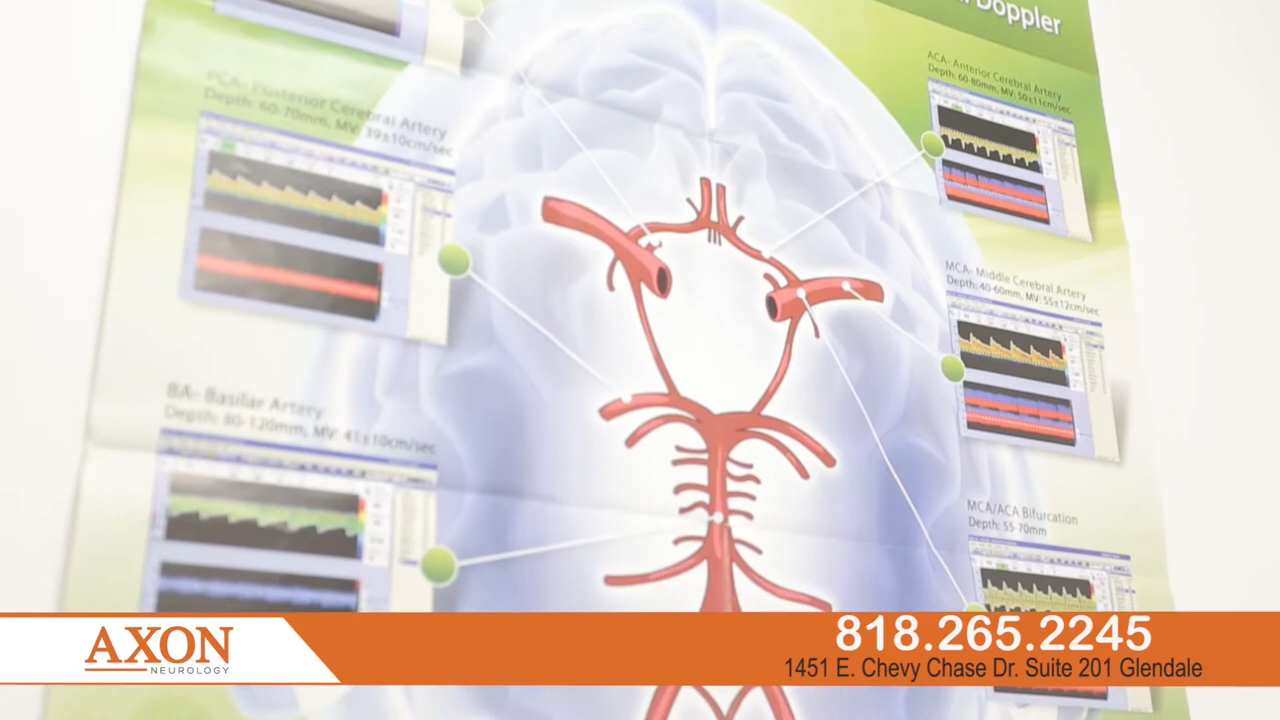 Doppler
PCA- Posterior Cerebral Artery
Depth: 60-70mm, MV: 39±10cm/sec
ACA- Anterior Cerebral Artery
Depth: 60-80mm, MV: 50±11cm/sec
MCA- Middle Cerebral Artery
Depth: 40-60mm, MV: 55±12cm/sec
BA- Basilar Artery
Depth: 80-120mm, MV: 41±10cm/sec
MCA/ACA Bifurcation
Depth: 55-70mm
AXON
NEUROLOGY
818.265.2245
1451 E. Chevy Chase Dr. Suite 201 Glendale